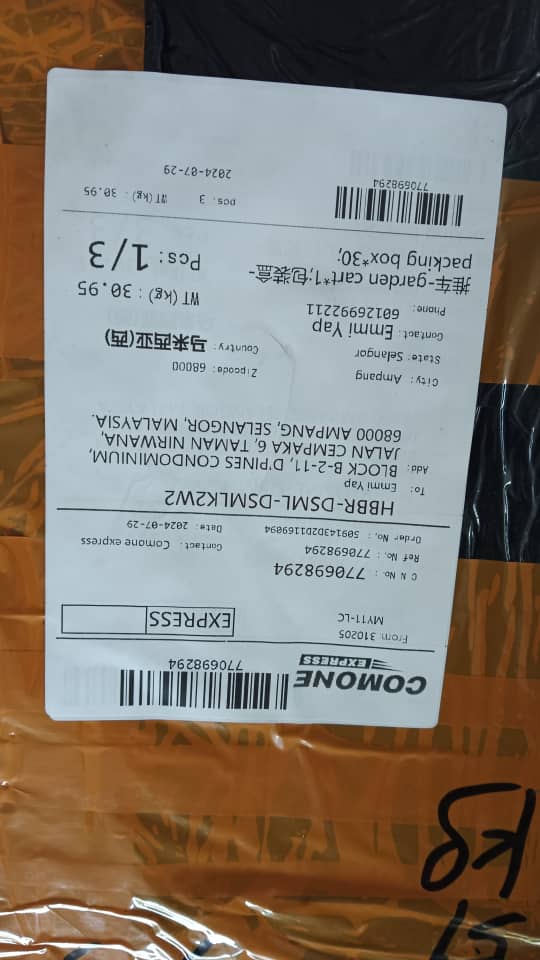 COMONE
EXPRESS
770698294
From: 310205
MY11-LC
EXPRESS
C N No. : 770698294
Ref No. : 770698294
Contact. Comone express
Ordar No. : 509143D2D1169094
Date: 2024-07-29
HBBR-DSML-DSMLK2W2
To: Emmi Yap
Add: BLOCK B-2-11, D'PINES CONDOMINIUM,
JALAN CEMPAKA 6, TAMAN NIRWANA,
68000 AMPANG, SELANGOR, MALAYSIA.
City: Ampang
Zipcode: 68000
State: Selangor
Country: 马来西亚(西)
Contact: Emmi Yap
Phone: 60126992211
WT(kg) : 30.95
推车-garden cart*1;包装盒-
packing box*30;
Pcs: 1/3
770698294
pcs. 3 WT(kg) : 30.95
2024-07-29
kg